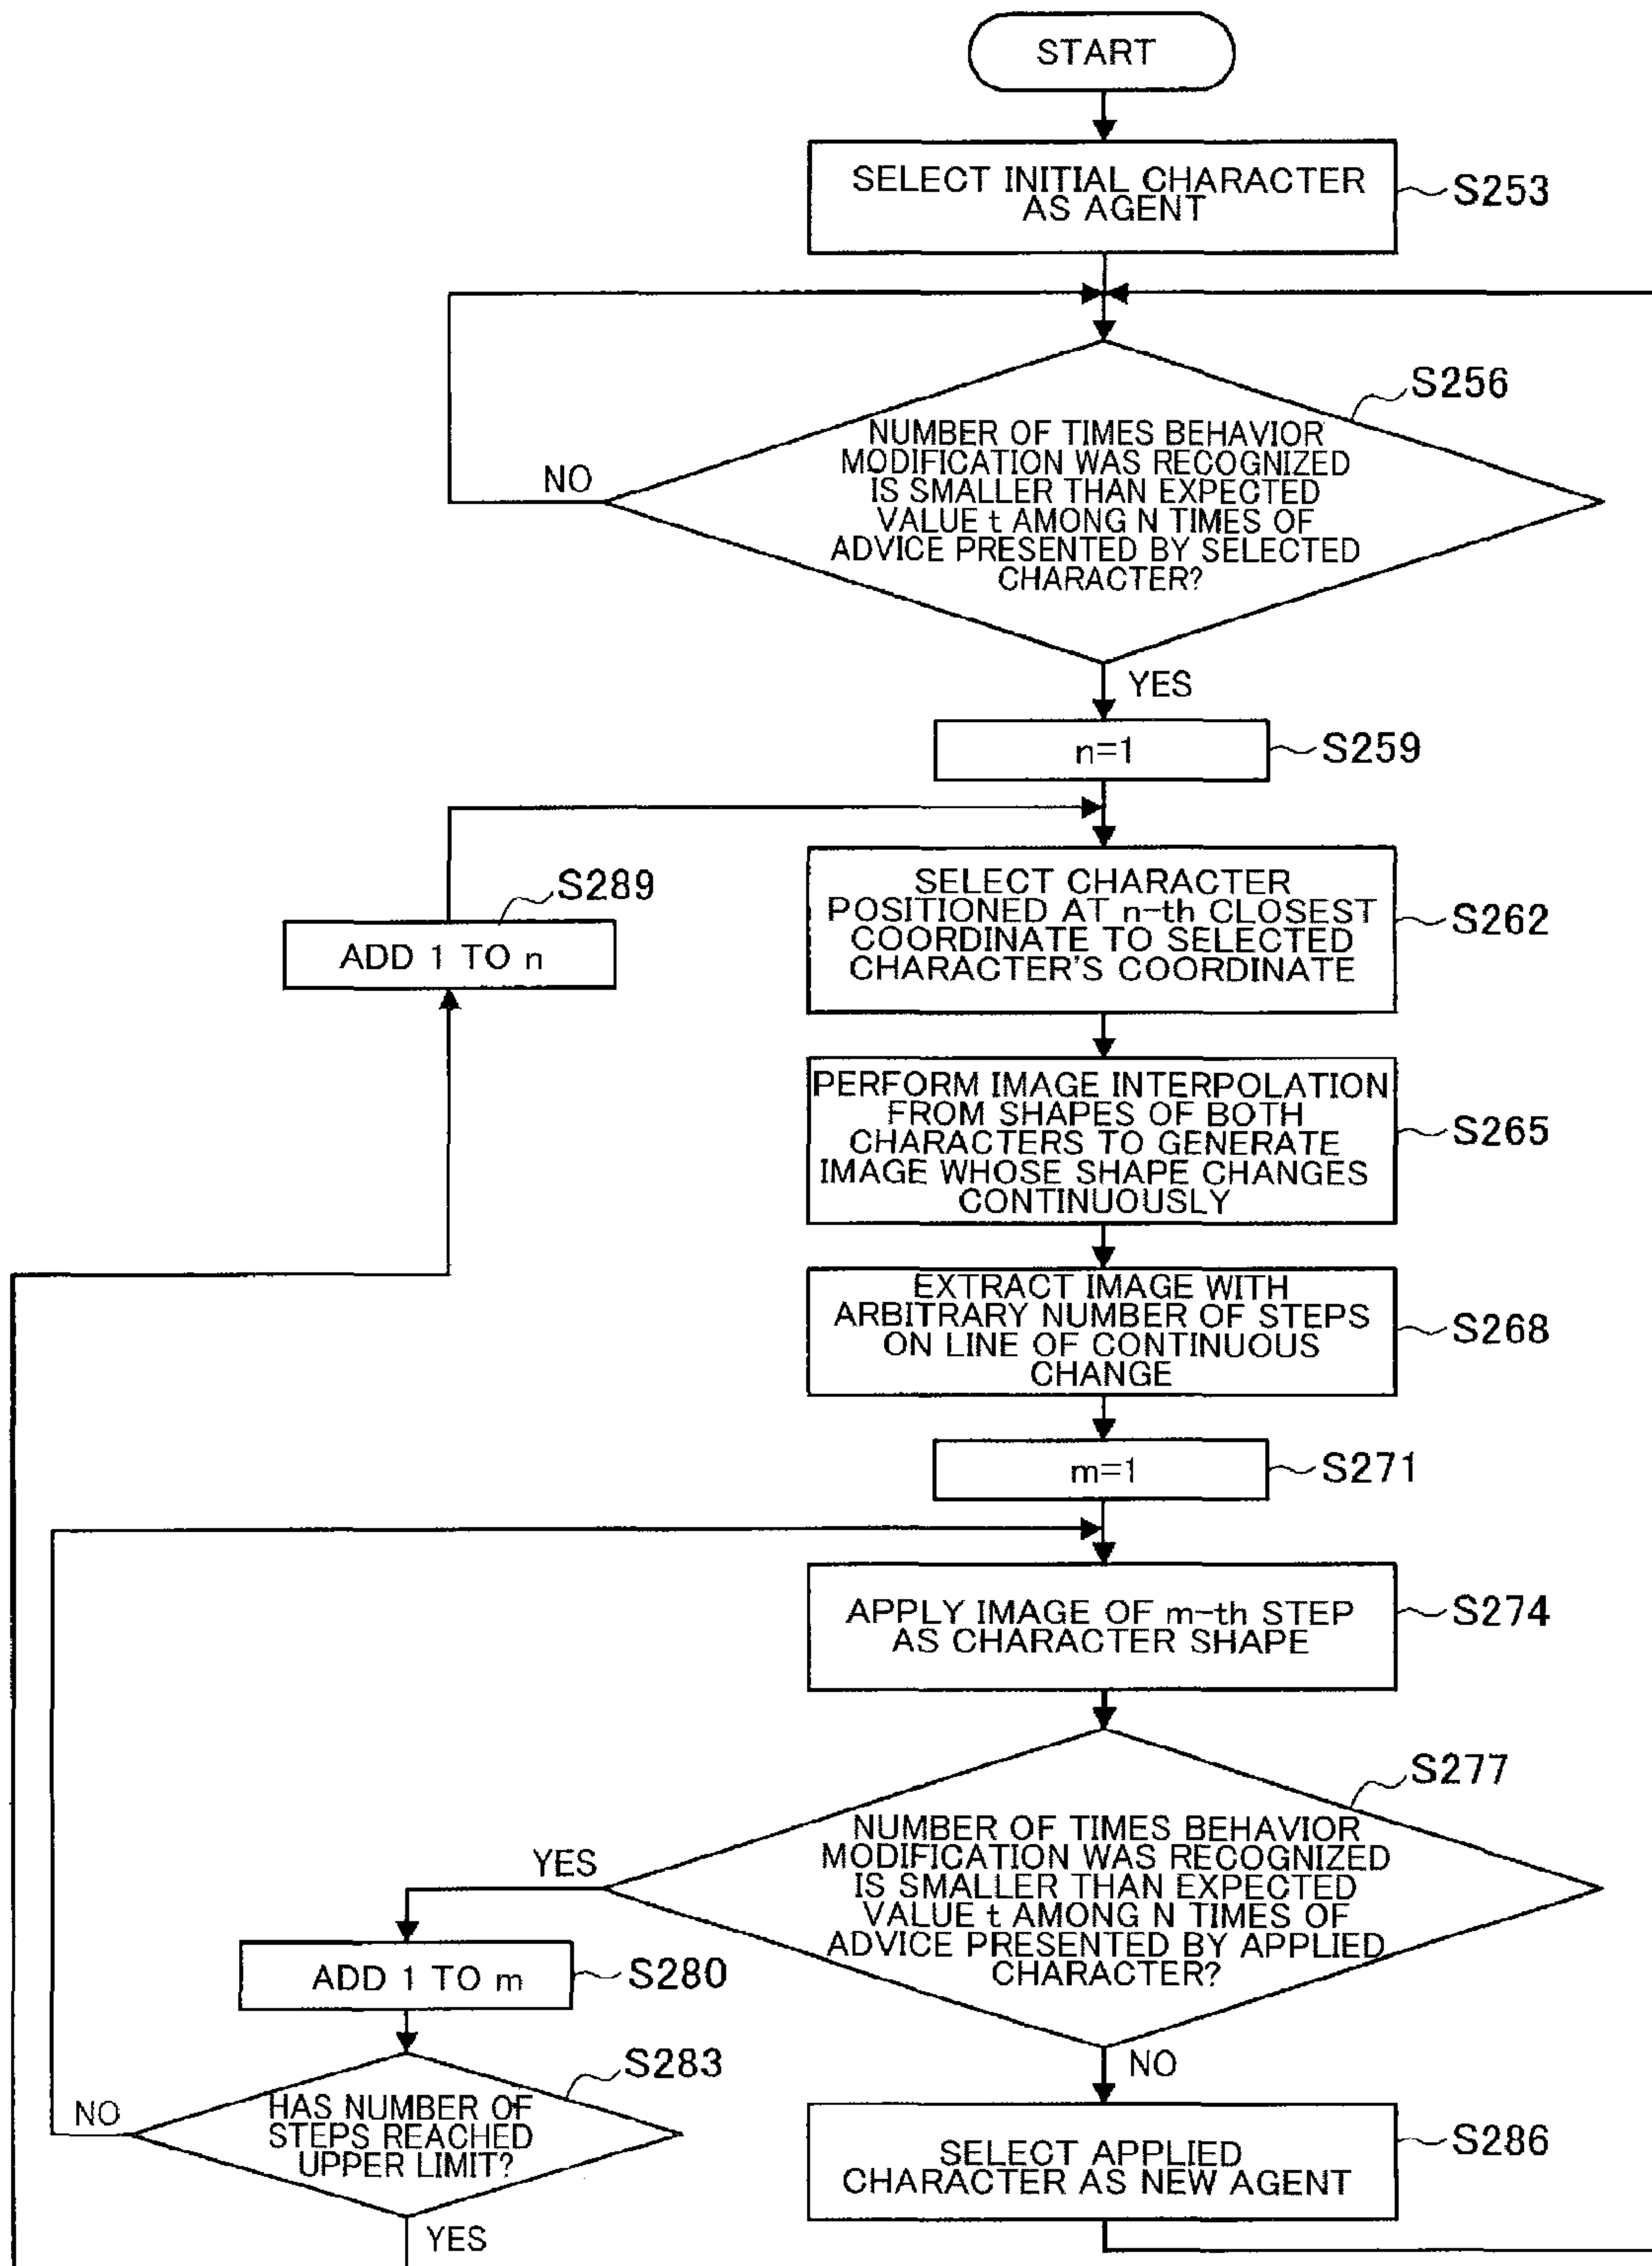 START
SELECT INITIAL CHARACTER
AS AGENT
S253
S256
NUMBER OF TIMES BEHAVIOR
MODIFICATION WAS RECOGNIZED
IS SMALLER THAN EXPECTED
VALUE t AMONG N TIMES OF
ADVICE PRESENTED BY SELECTED
CHARACTER?
NO
YES
n=1
S259
S289
ADD 1 TO n
SELECT CHARACTER
POSITIONED AT n-th CLOSEST
COORDINATE TO SELECTED
CHARACTER'S COORDINATE
S262
PERFORM IMAGE INTERPOLATION
FROM SHAPES OF BOTH
CHARACTERS TO GENERATE
IMAGE WHOSE SHAPE CHANGES
CONTINUOUSLY
S265
EXTRACT IMAGE WITH
ARBITRARY NUMBER OF STEPS
ON LINE OF CONTINUOUS
CHANGE
S268
m=1
S271
APPLY IMAGE OF m-th STEP
AS CHARACTER SHAPE
S274
S277
NUMBER OF TIMES BEHAVIOR
MODIFICATION WAS RECOGNIZED
IS SMALLER THAN EXPECTED
VALUE t AMONG N TIMES OF
ADVICE PRESENTED BY APPLIED
CHARACTER?
YES
ADD 1 TO m
S280
S283
HAS NUMBER OF
STEPS REACHED
UPPER LIMIT?
NO
YES
NO
SELECT APPLIED
CHARACTER AS NEW AGENT
S286